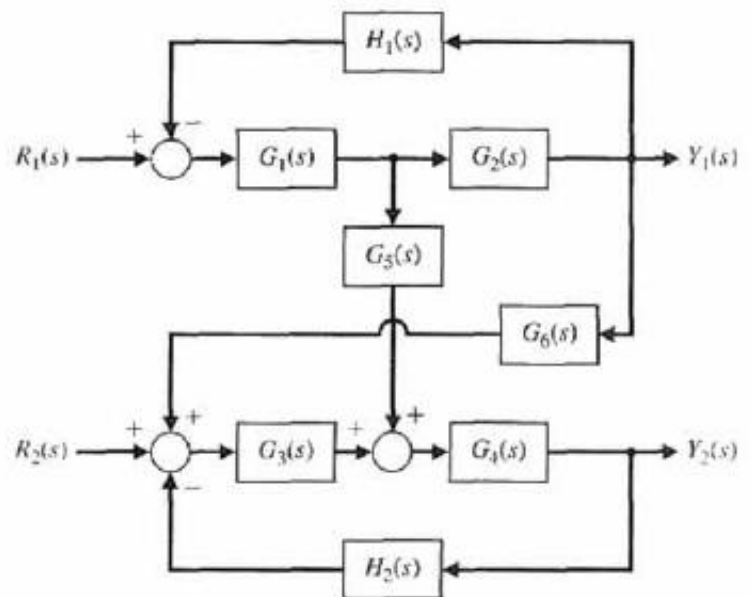 H₁(s)
+ −
R₁(s) G₁(s) G₂(s) Y₁(s)
G₅(s)
G₆(s)
+ + + +
R₂(s) G₃(s) G₄(s) Y₂(s)
−
H₂(s)